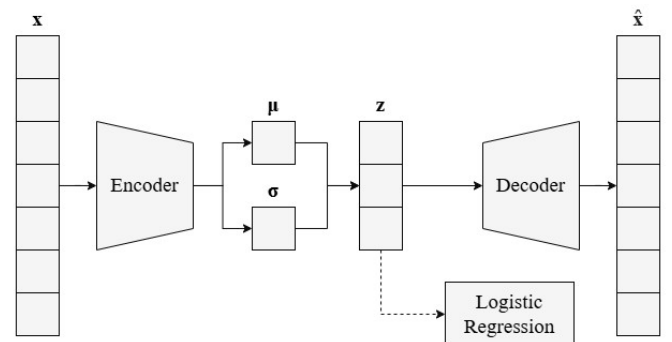 x
x̂
μ
z
Encoder
Decoder
σ
Logistic
Regression